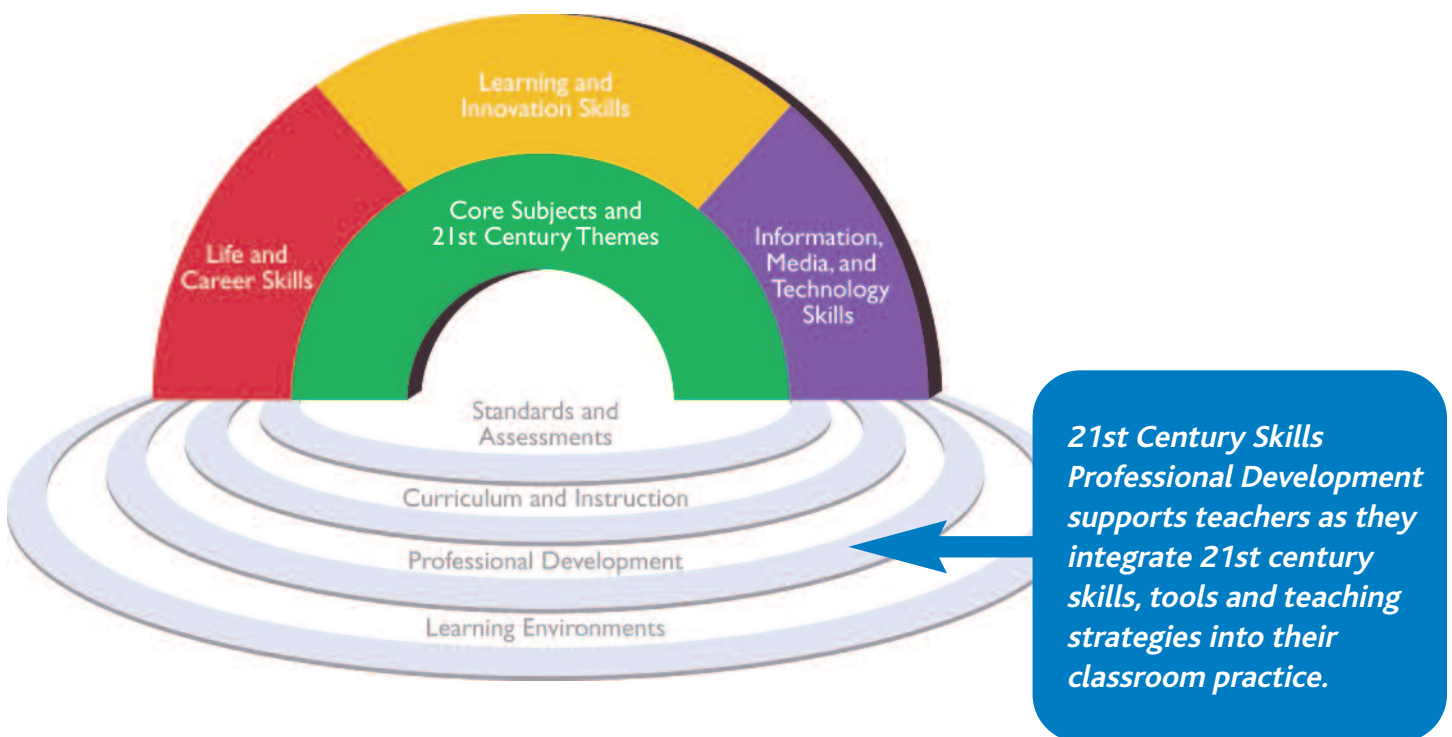 Learning and
Innovation Skills
Core Subjects and
21st Century Themes
Life and
Career Skills
Information,
Media, and
Technology
Skills
Standards and
Assessments
Curriculum and Instruction
Professional Development
Learning Environments
21st Century Skills
Professional Development
supports teachers as they
integrate 21st century
skills, tools and teaching
strategies into their
classroom practice.